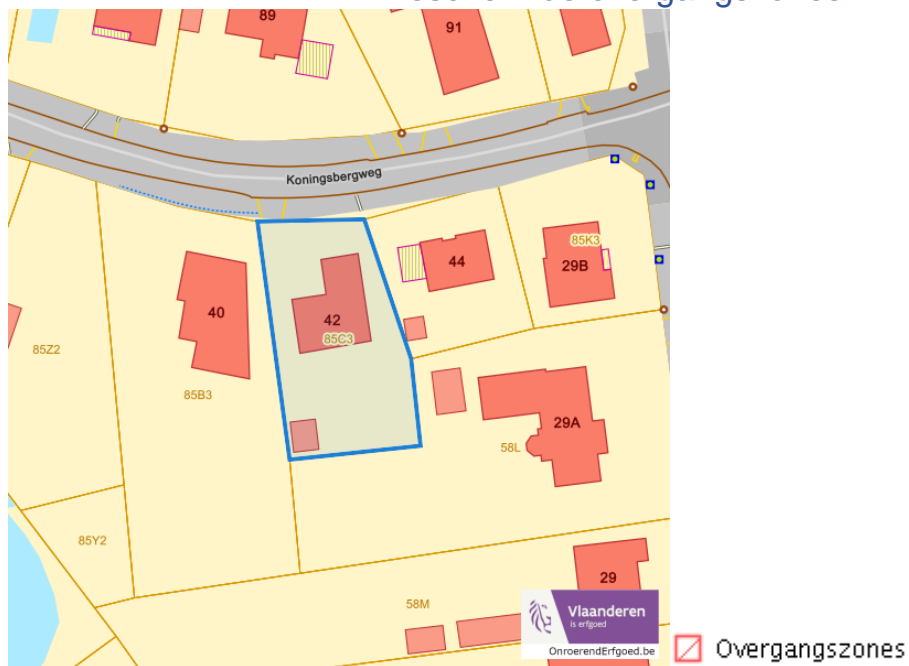 89
91
Koningsbergweg
85K3
44
29B
40
42
85C3
85Z2
85B3
29A
58L
85Y2
29
58M
Vlaanderen
is erfgoed
OnroerendErfgoed.be
Overgangszones